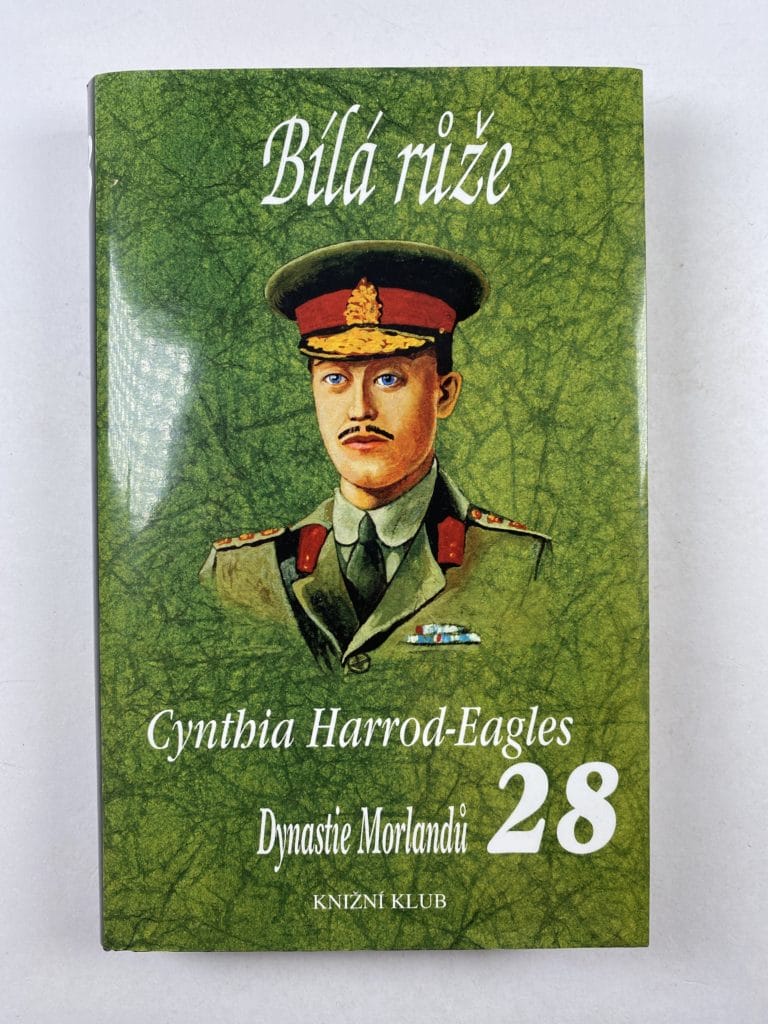 Bílá růže
Cynthia Harrod-Eagles
28
Dynastie Morlandů
KNIŽNÍ KLUB